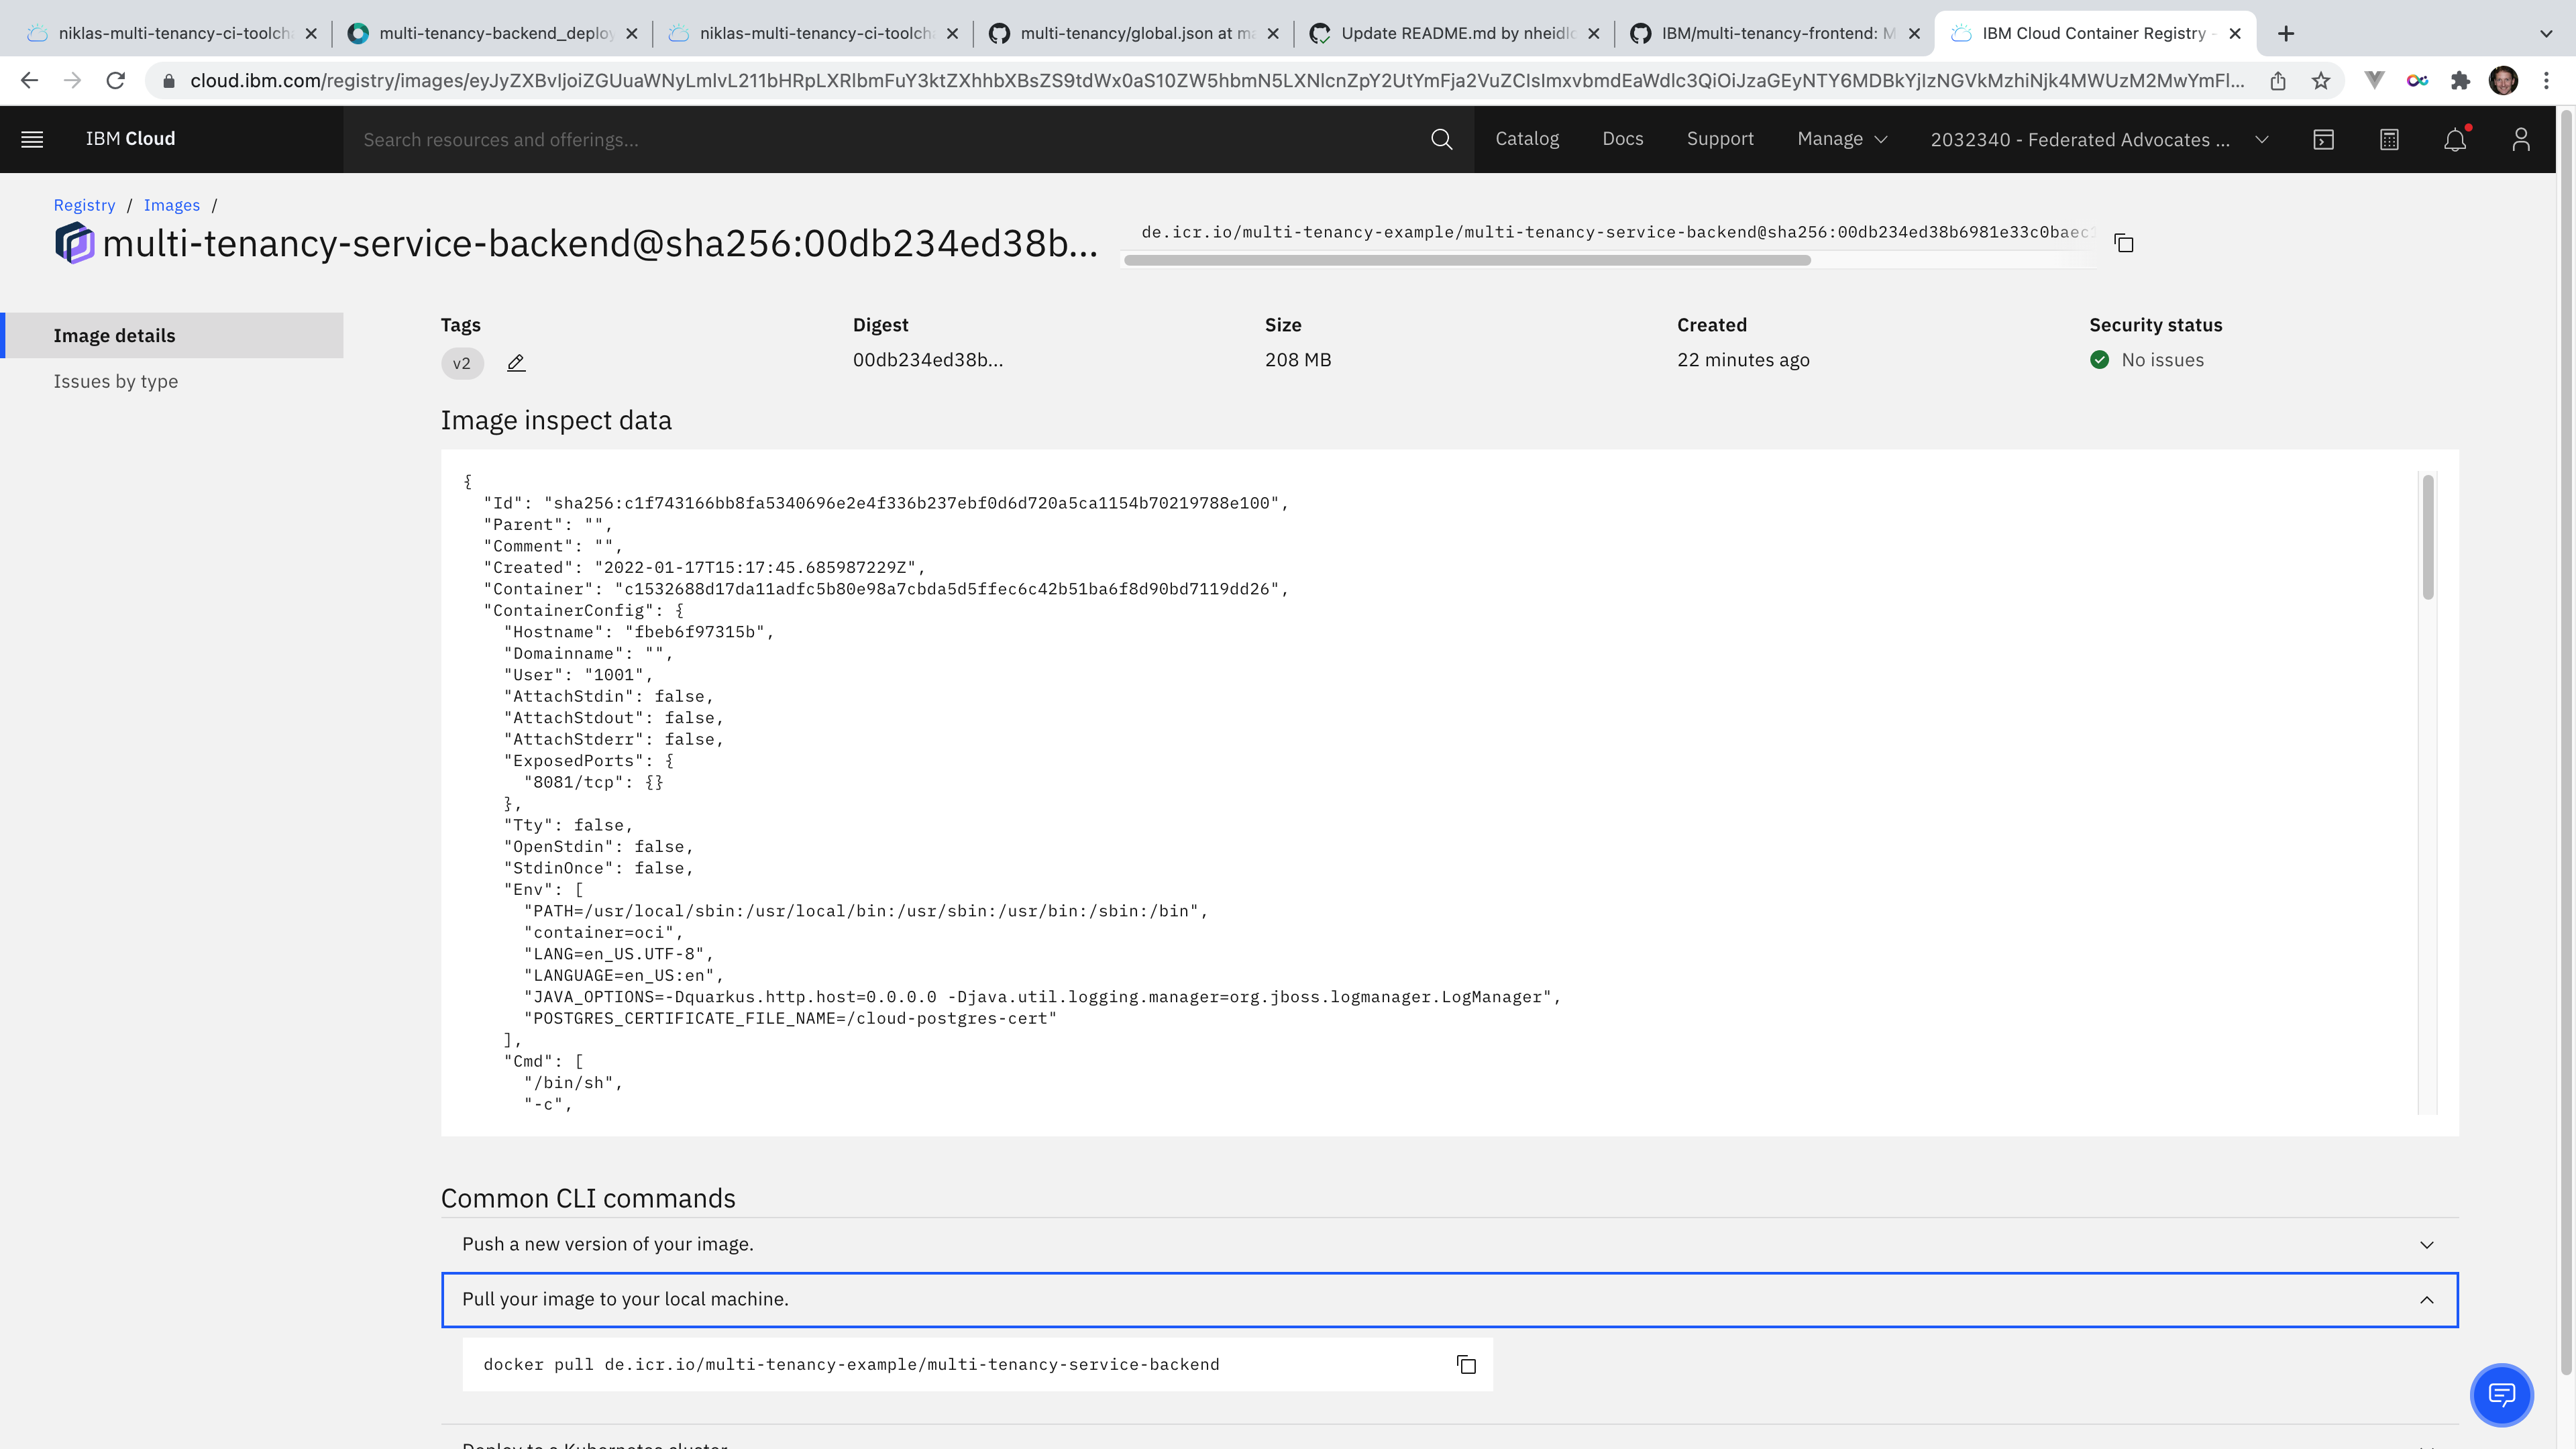 niklas-multi-tenancy-ci-toolch
multi-tenancy-backend_deploy
niklas-multi-tenancy-ci-toolch
multi-tenancy/global.json at ma
Update README.md by nheidlo
IBM/multi-tenancy-frontend: M
IBM Cloud Container Registry -
IBM Cloud
Search resources and offerings...
Catalog
Docs
Support
Manage
2032340 - Federated Advocates ...
Registry / Images /
multi-tenancy-service-backend@sha256:00db234ed38b...
de.icr.io/multi-tenancy-example/multi-tenancy-service-backend@sha256:00db234ed38b6981e33c0baec
Image details
Issues by type
Tags
Digest
Size
Created
Security status
v2
00db234ed38b...
208 MB
22 minutes ago
No issues
Image inspect data
{
"Id": "sha256:c1f743166bb8fa5340696e2e4f336b237ebf0d6d720a5ca1154b70219788e100",
"Parent": "",
"Comment": "",
"Created": "2022-01-17T15:17:45.685987229Z",
"Container": "c1532688d17da11adfc5b80e98a7cbda5d5ffec6c42b51ba6f8d90bd7119dd26",
"ContainerConfig": {
"Hostname": "fbeb6f97315b",
"Domainname": "",
"User": "1001",
"AttachStdin": false,
"AttachStdout": false,
"AttachStderr": false,
"ExposedPorts": {
"8081/tcp": {}
},
"Tty": false,
"OpenStdin": false,
"StdinOnce": false,
"Env": [
"PATH=/usr/local/sbin:/usr/local/bin:/usr/sbin:/usr/bin:/sbin:/bin",
"container=oci",
"LANG=en_US.UTF-8",
"LANGUAGE=en_US:en",
"JAVA_OPTIONS=-Dquarkus.http.host=0.0.0.0 -Djava.util.logging.manager=org.jboss.logmanager.LogManager",
"POSTGRES_CERTIFICATE_FILE_NAME=/cloud-postgres-cert"
],
"Cmd": [
"/bin/sh",
"-c",
Common CLI commands
Push a new version of your image.
Pull your image to your local machine.
docker pull de.icr.io/multi-tenancy-example/multi-tenancy-service-backend
Deploy to a Kubernetes cluster